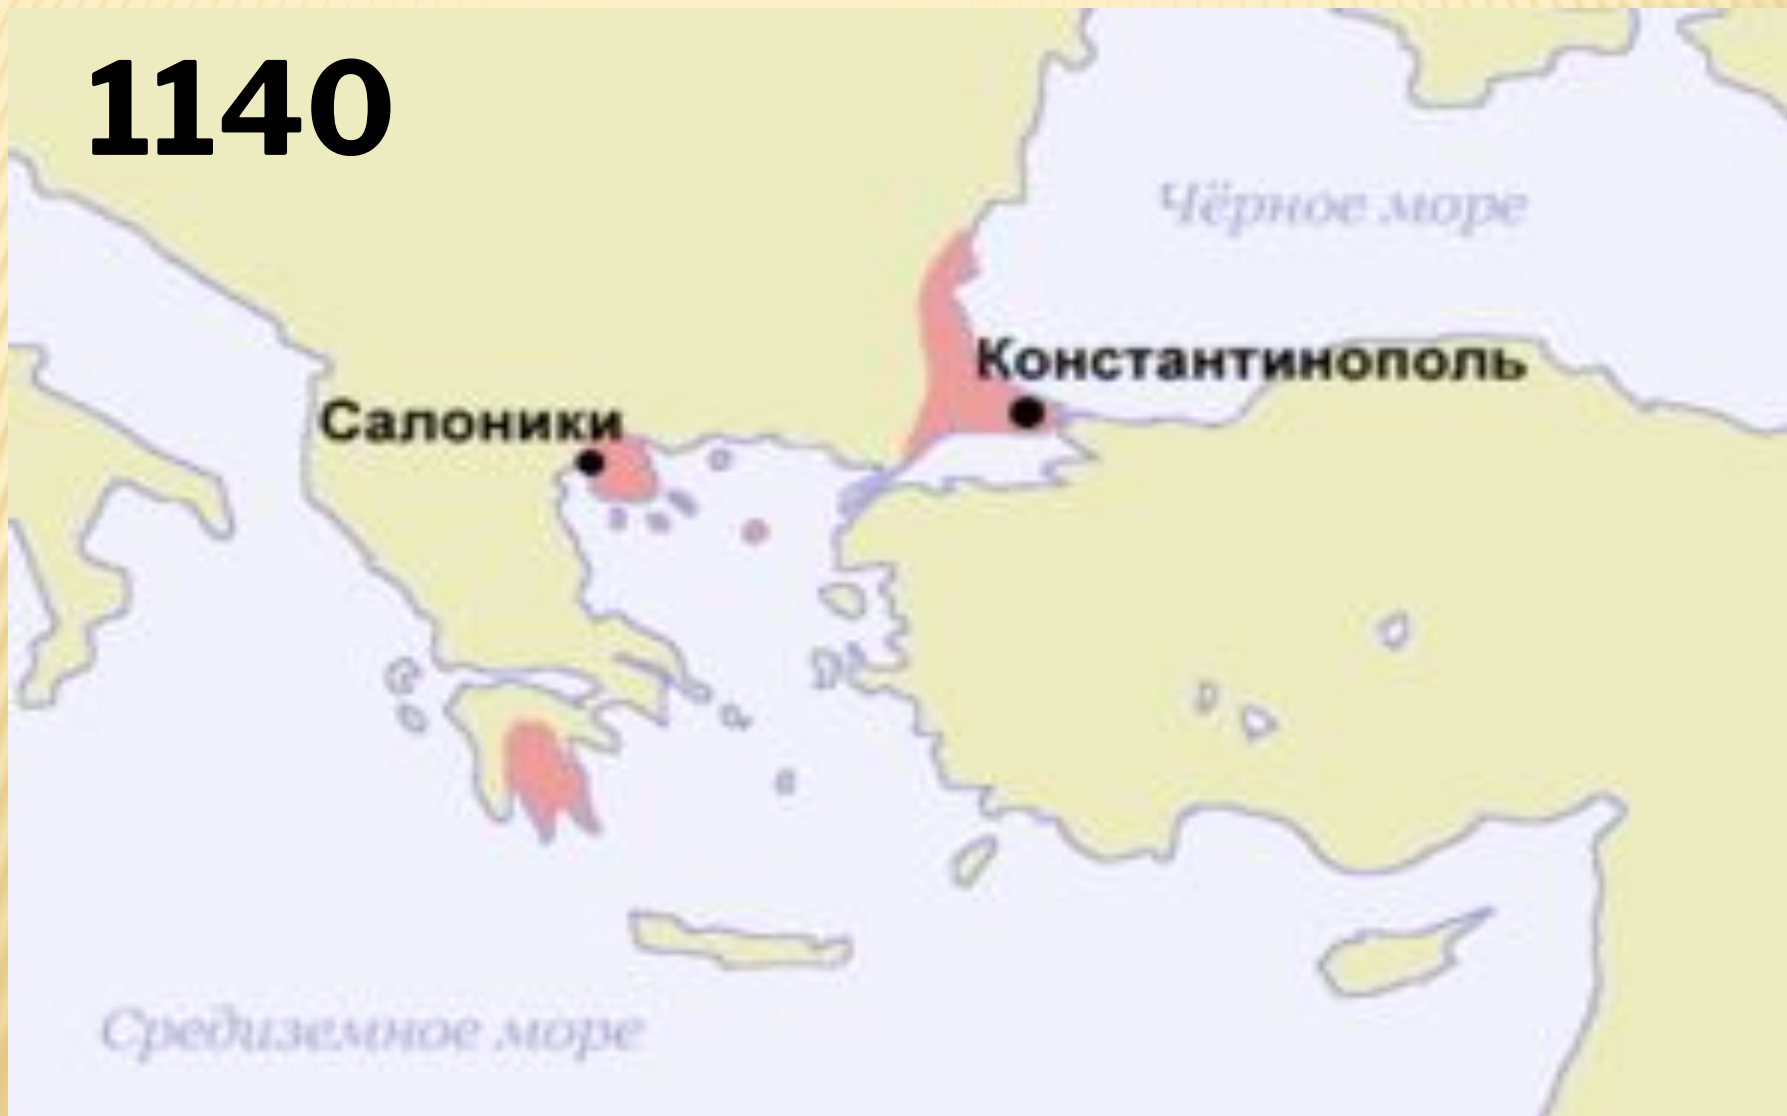 1140
Чёрное море
Константинополь
Салоники
Средиземное море